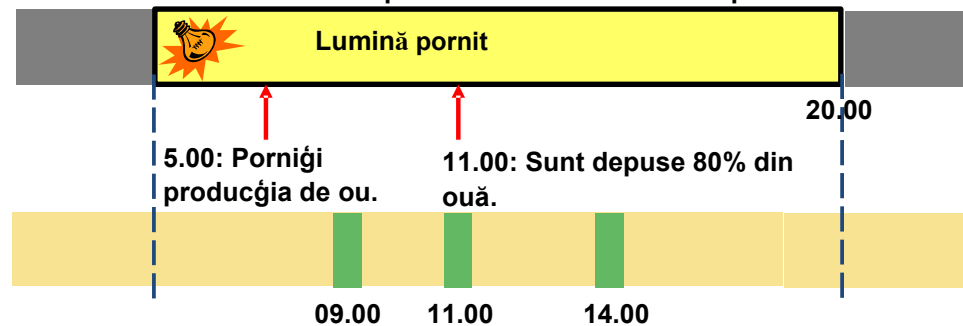 Lumină pornit
20.00
5.00: Porniģi
producģia de ou.
11.00: Sunt depuse 80% din
ouă.
09.00 11.00 14.00